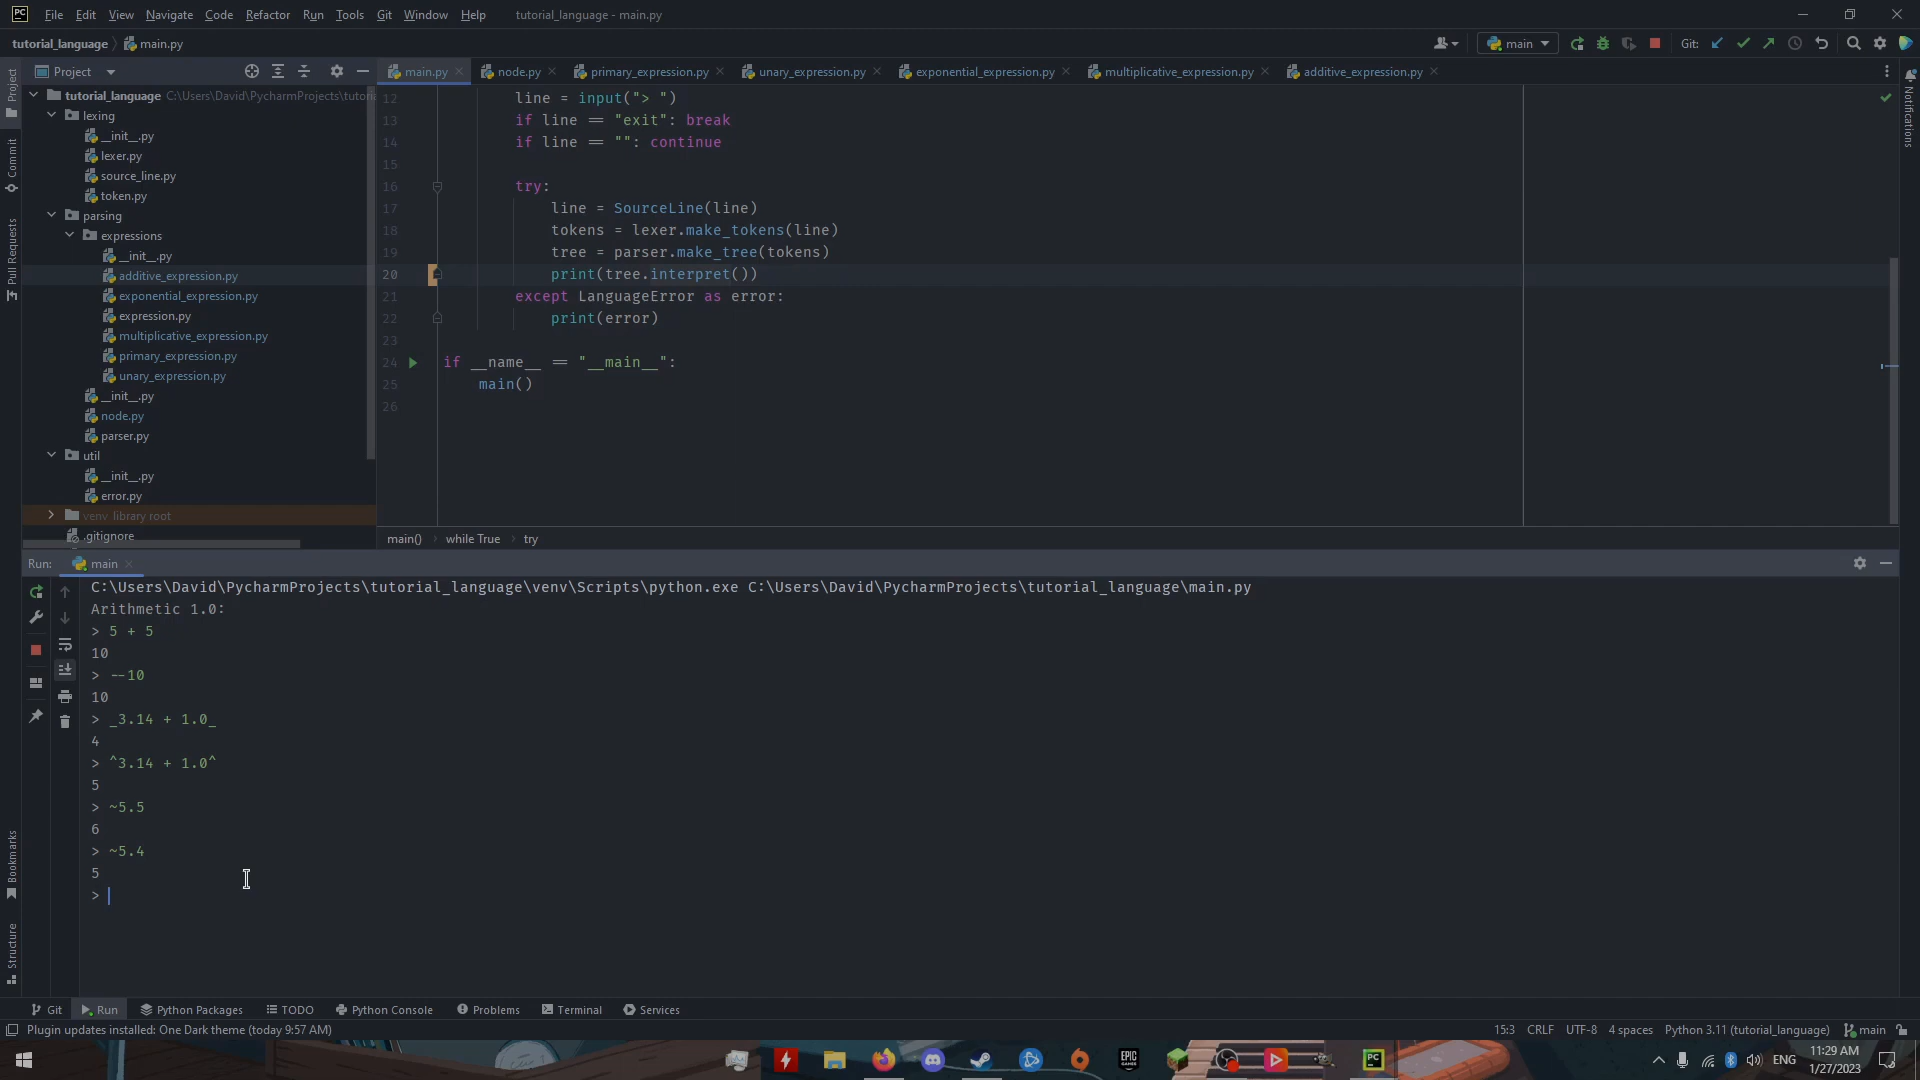 File Edit View Navigate Code Refactor Run Tools Git Window Help tutorial_language - main.py
tutorial_language main.py
main
Git:
Project
main.py node.py primary_expression.py unary_expression.py exponential_expression.py multiplicative_expression.py additive_expression.py
tutorial_language C:\Users\David\PycharmProjects\tutori
lexing
__init__.py
lexer.py
source_line.py
token.py
parsing
expressions
__init__.py
additive_expression.py
exponential_expression.py
expression.py
multiplicative_expression.py
primary_expression.py
unary_expression.py
__init__.py
node.py
parser.py
util
__init__.py
error.py
venv library root
.gitignore
12 line = input("> ")
13 if line == "exit": break
14 if line == "": continue
15
16 try:
17 line = SourceLine(line)
18 tokens = lexer.make_tokens(line)
19 tree = parser.make_tree(tokens)
20 print(tree.interpret())
21 except LanguageError as error:
22 print(error)
23
24 if __name__ == "__main__":
25 main()
26
main() while True try
Project
Commit
Pull Requests
Bookmarks
Structure
Notifications
Run: main
C:\Users\David\PycharmProjects\tutorial_language\venv\Scripts\python.exe C:\Users\David\PycharmProjects\tutorial_language\main.py
Arithmetic 1.0:
> 5 + 5
10
> --10
10
> _3.14 + 1.0_
4
> ^3.14 + 1.0^
5
> ~5.5
6
> ~5.4
5
>
Git Run Python Packages TODO Python Console Problems Terminal Services
Plugin updates installed: One Dark theme (today 9:57 AM)
15:3 CRLF UTF-8 4 spaces Python 3.11 (tutorial_language) main
EPIC GAMES
ENG
11:29 AM
1/27/2023